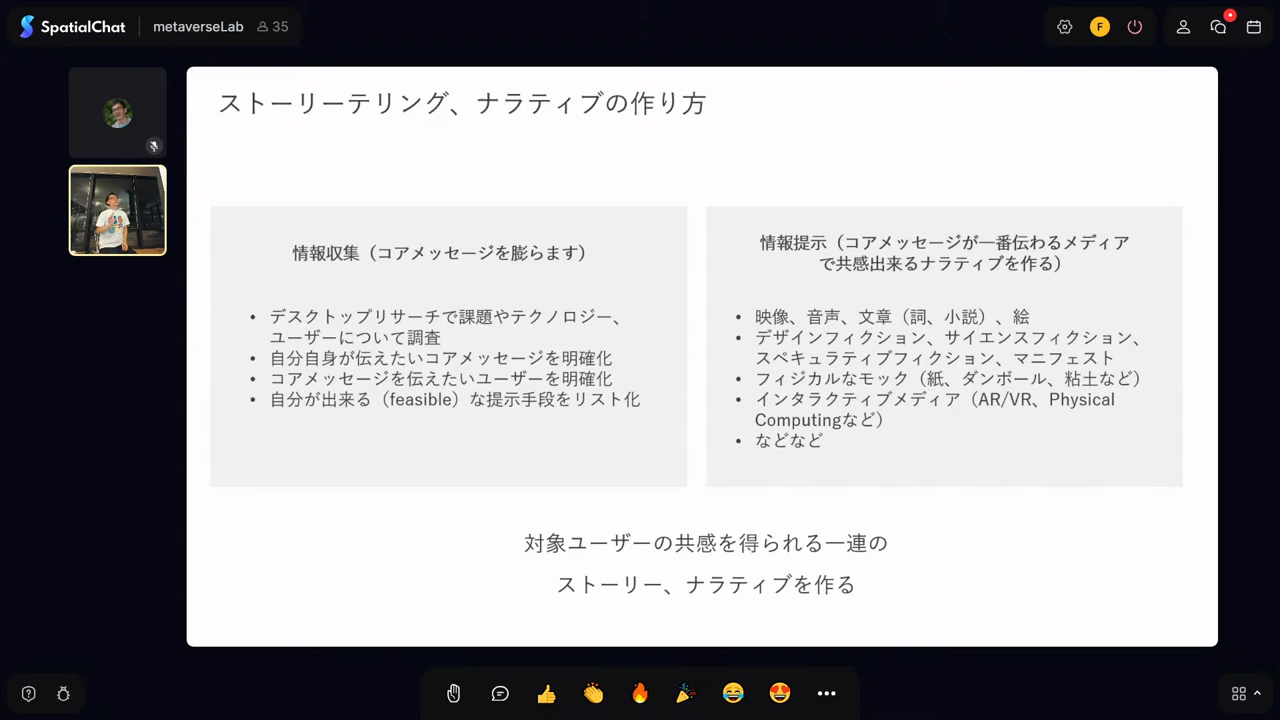 SpatialChat
metaverseLab
35
F
ストーリーテリング、ナラティブの作り方
情報収集（コアメッセージを膨らます）
• デスクトップリサーチで課題やテクノロジー、
ユーザーについて調査
• 自分自身が伝えたいコアメッセージを明確化
• コアメッセージを伝えたいユーザーを明確化
• 自分が出来る（feasible）な提示手段をリスト化
情報提示（コアメッセージが一番伝わるメディア
で共感出来るナラティブを作る）
• 映像、音声、文章（詞、小説）、絵
• デザインフィクション、サイエンスフィクション、
スペキュラティブフィクション、マニフェスト
• フィジカルなモック（紙、ダンボール、粘土など）
• インタラクティブメディア（AR/VR、Physical
Computingなど）
• などなど
対象ユーザーの共感を得られる一連の
ストーリー、ナラティブを作る